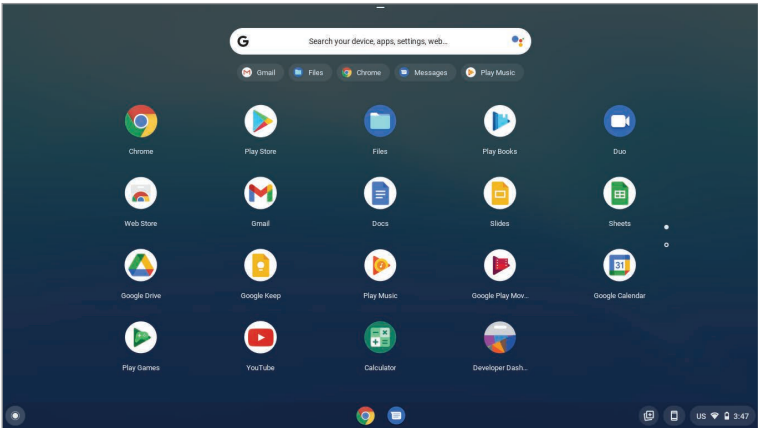 G Search your device, apps, settings, web...
Gmail Files Chrome Messages Play Music
Chrome Play Store Files Play Books Duo
Web Store Gmail Docs Slides Sheets
31
Google Drive Google Keep Play Music Google Play Mov... Google Calendar
Play Games YouTube Calculator Developer Dash...
US 3:47